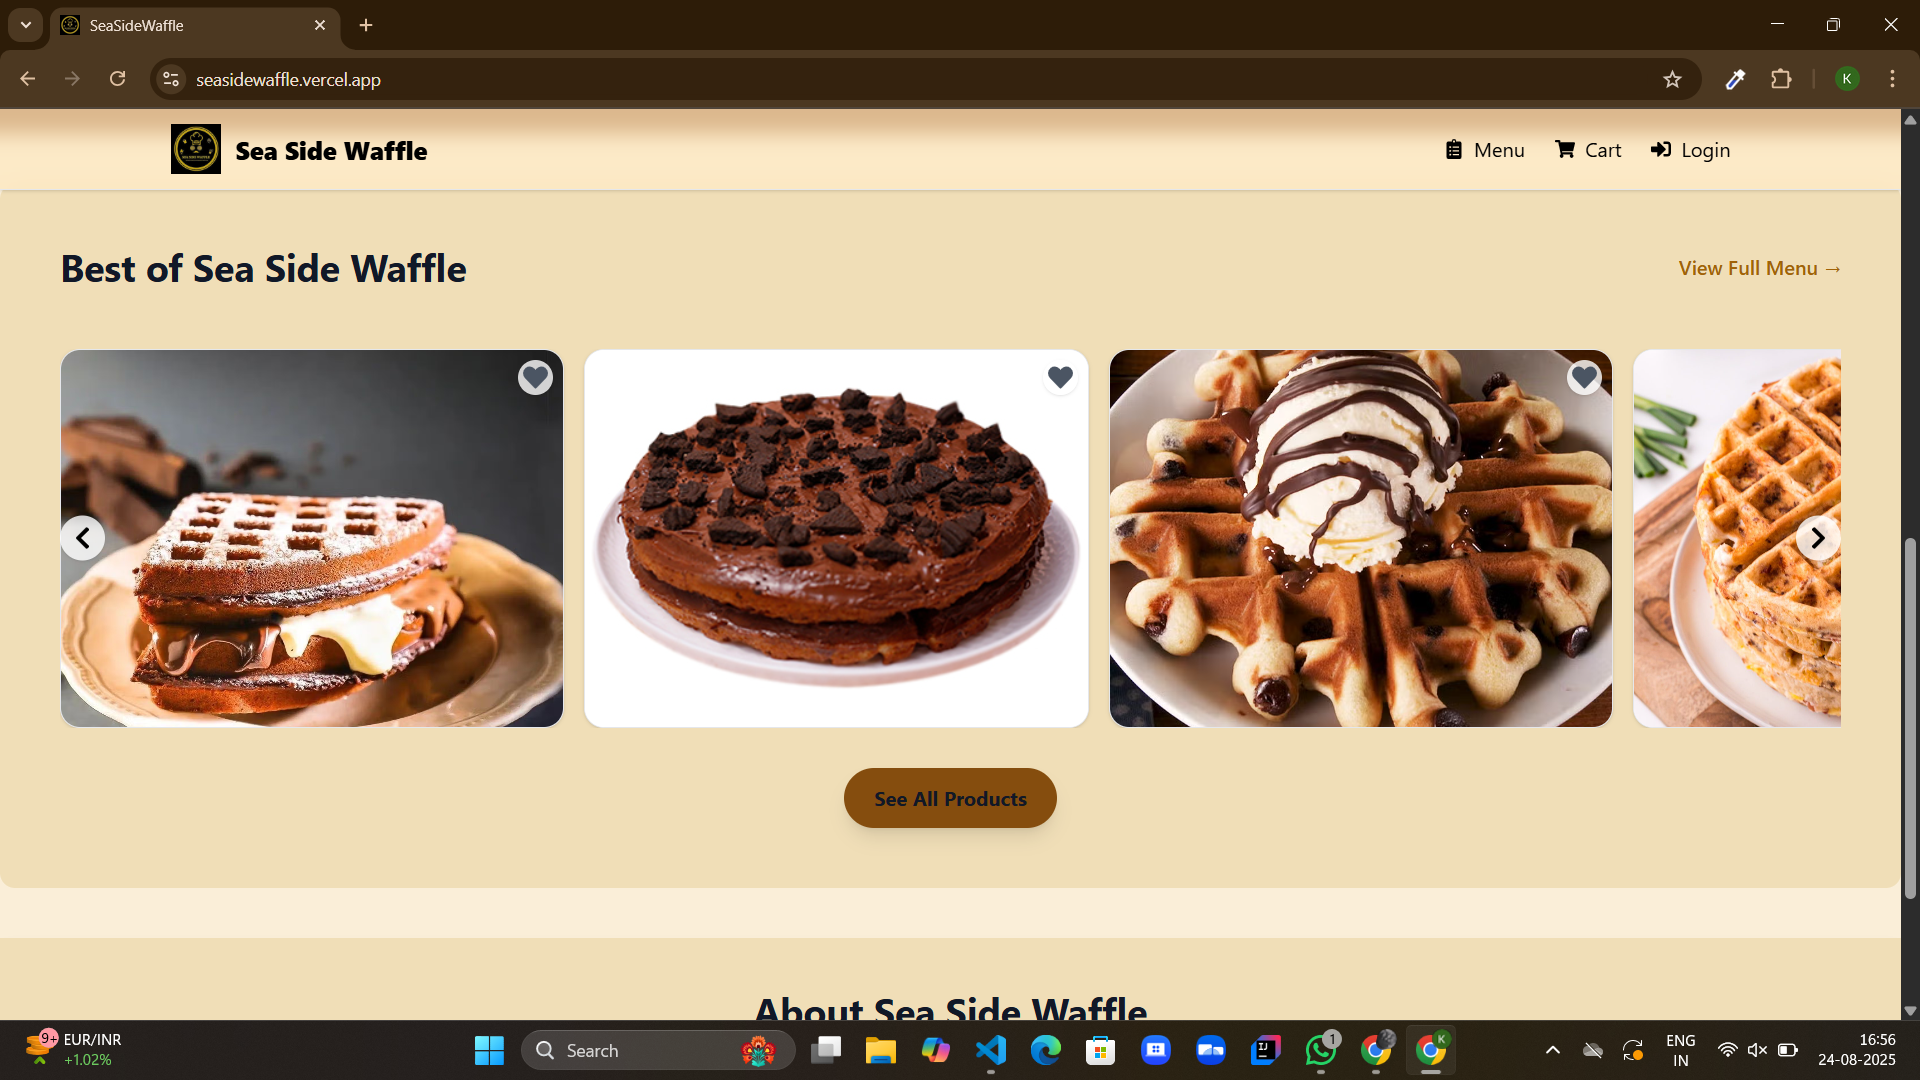 SeaSideWaffle
seasidewaffle.vercel.app
K
Sea Side Waffle
Menu
Cart
Login
Best of Sea Side Waffle
View Full Menu →
See All Products
About Sea Side Waffle
9+
EUR/INR
+1.02%
Search
1
K
ENG
IN
16:56
24-08-2025